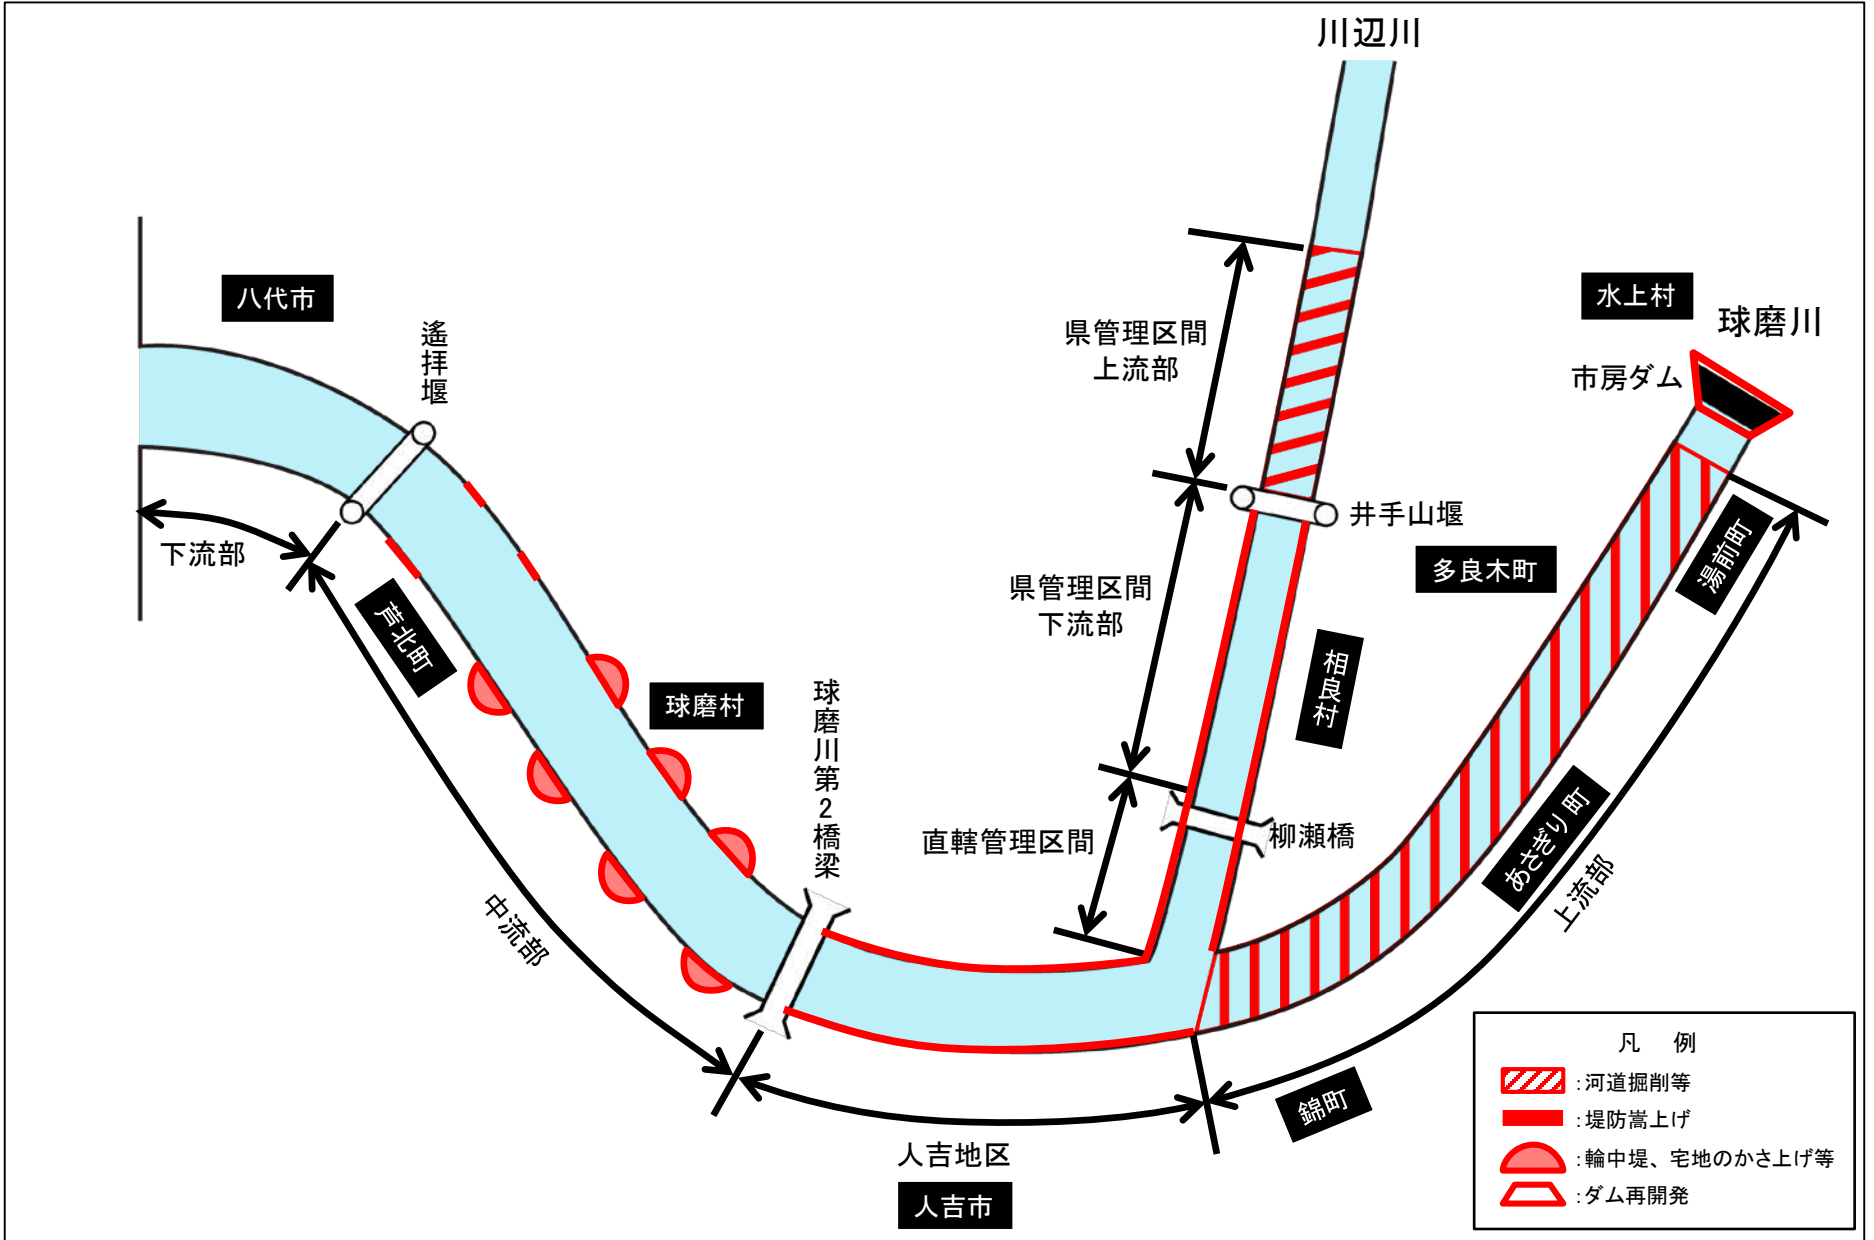 川辺川
八代市
遙拝堰
水上村
球磨川
市房ダム
県管理区間
上流部
井手山堰
下流部
多良木町
湯前町
県管理区間
下流部
芦北町
相良村
球磨村
球磨川第2橋梁
直轄管理区間
柳瀬橋
あさぎり町
上流部
中流部
錦町
人吉地区
人吉市
凡 例
:河道掘削等
:堤防嵩上げ
:輪中堤、宅地のかさ上げ等
:ダム再開発